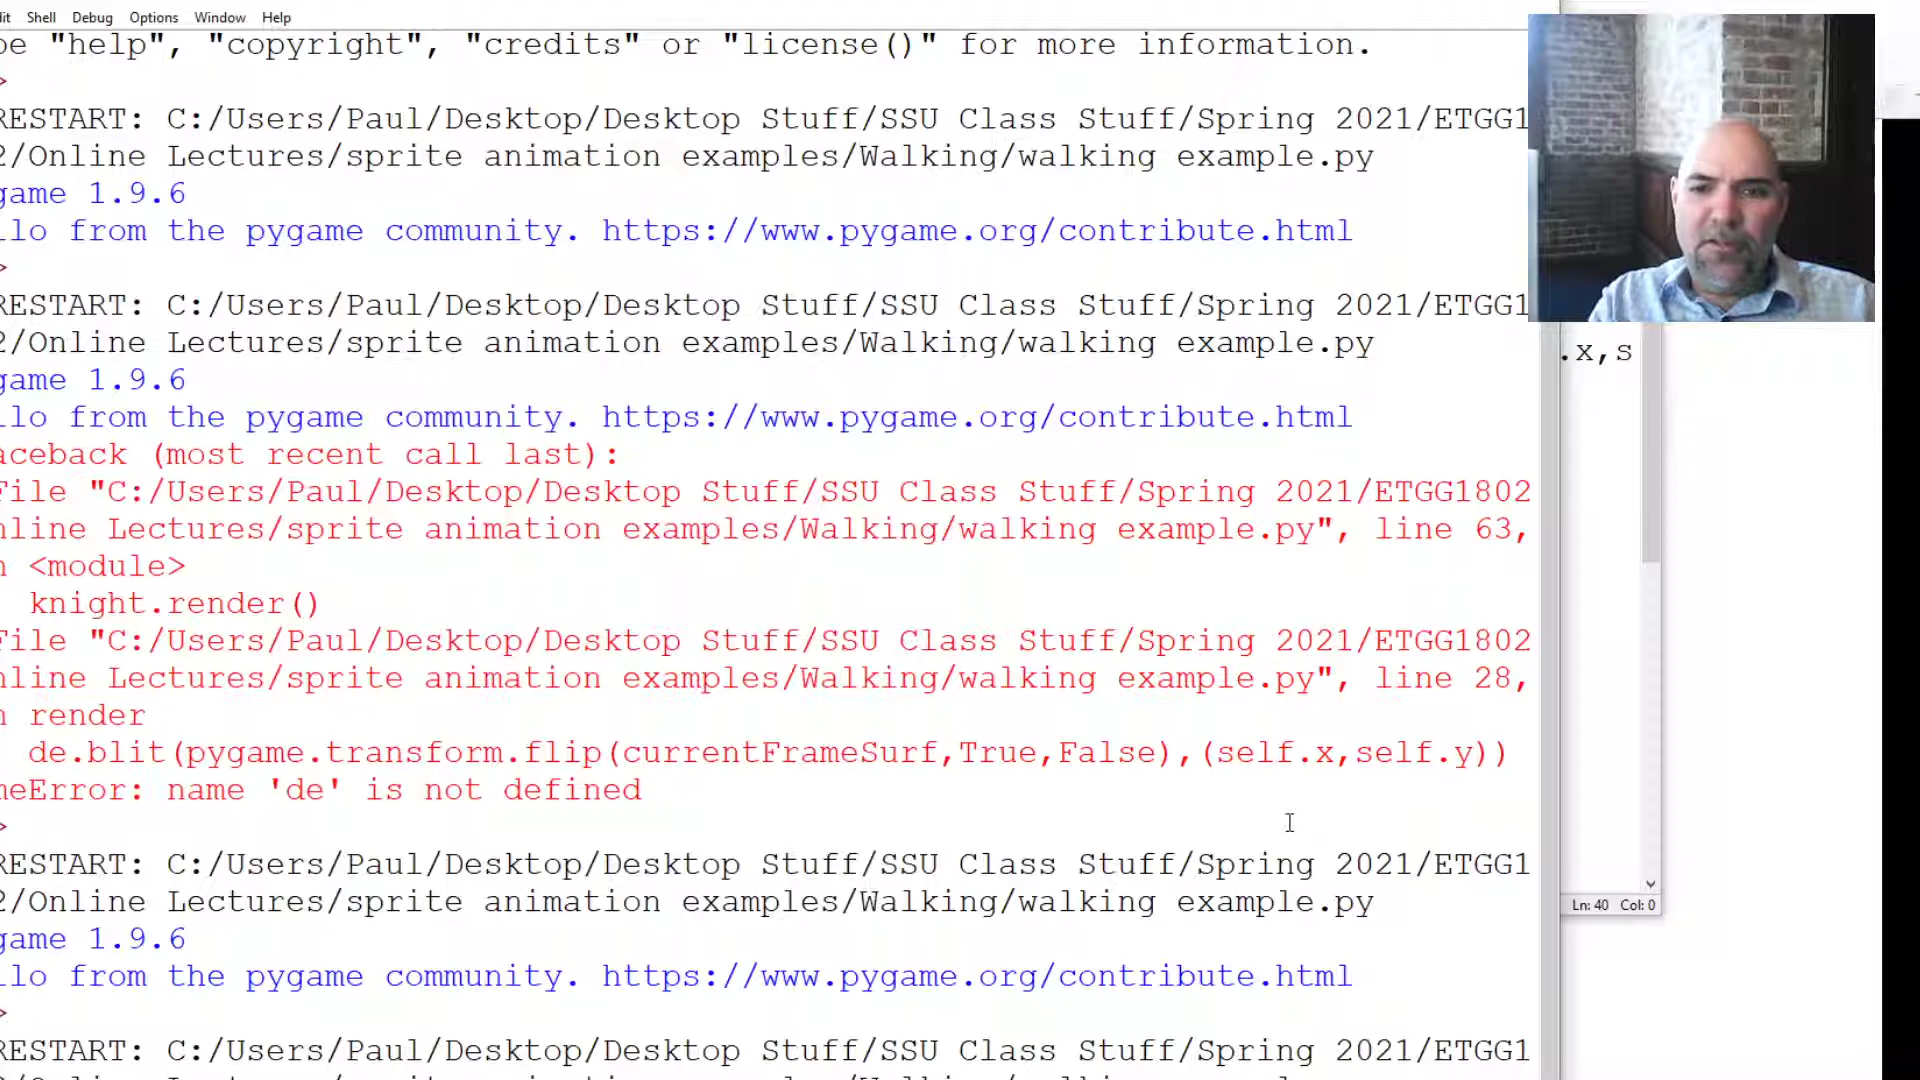 dit Shell Debug Options Window Help
pe "help", "copyright", "credits" or "license()" for more information.
>
RESTART: C:/Users/Paul/Desktop/Desktop Stuff/SSU Class Stuff/Spring 2021/ETGG1
2/Online Lectures/sprite animation examples/Walking/walking example.py
game 1.9.6
llo from the pygame community. https://www.pygame.org/contribute.html
>
RESTART: C:/Users/Paul/Desktop/Desktop Stuff/SSU Class Stuff/Spring 2021/ETGG1
2/Online Lectures/sprite animation examples/Walking/walking example.py
.x,s
game 1.9.6
llo from the pygame community. https://www.pygame.org/contribute.html
aceback (most recent call last):
File "C:/Users/Paul/Desktop/Desktop Stuff/SSU Class Stuff/Spring 2021/ETGG1802
nline Lectures/sprite animation examples/Walking/walking example.py", line 63,
n <module>
knight.render()
File "C:/Users/Paul/Desktop/Desktop Stuff/SSU Class Stuff/Spring 2021/ETGG1802
nline Lectures/sprite animation examples/Walking/walking example.py", line 28,
n render
de.blit(pygame.transform.flip(currentFrameSurf,True,False),(self.x,self.y))
meError: name 'de' is not defined
>
RESTART: C:/Users/Paul/Desktop/Desktop Stuff/SSU Class Stuff/Spring 2021/ETGG1
2/Online Lectures/sprite animation examples/Walking/walking example.py
Ln: 40 Col: 0
game 1.9.6
llo from the pygame community. https://www.pygame.org/contribute.html
>
RESTART: C:/Users/Paul/Desktop/Desktop Stuff/SSU Class Stuff/Spring 2021/ETGG1